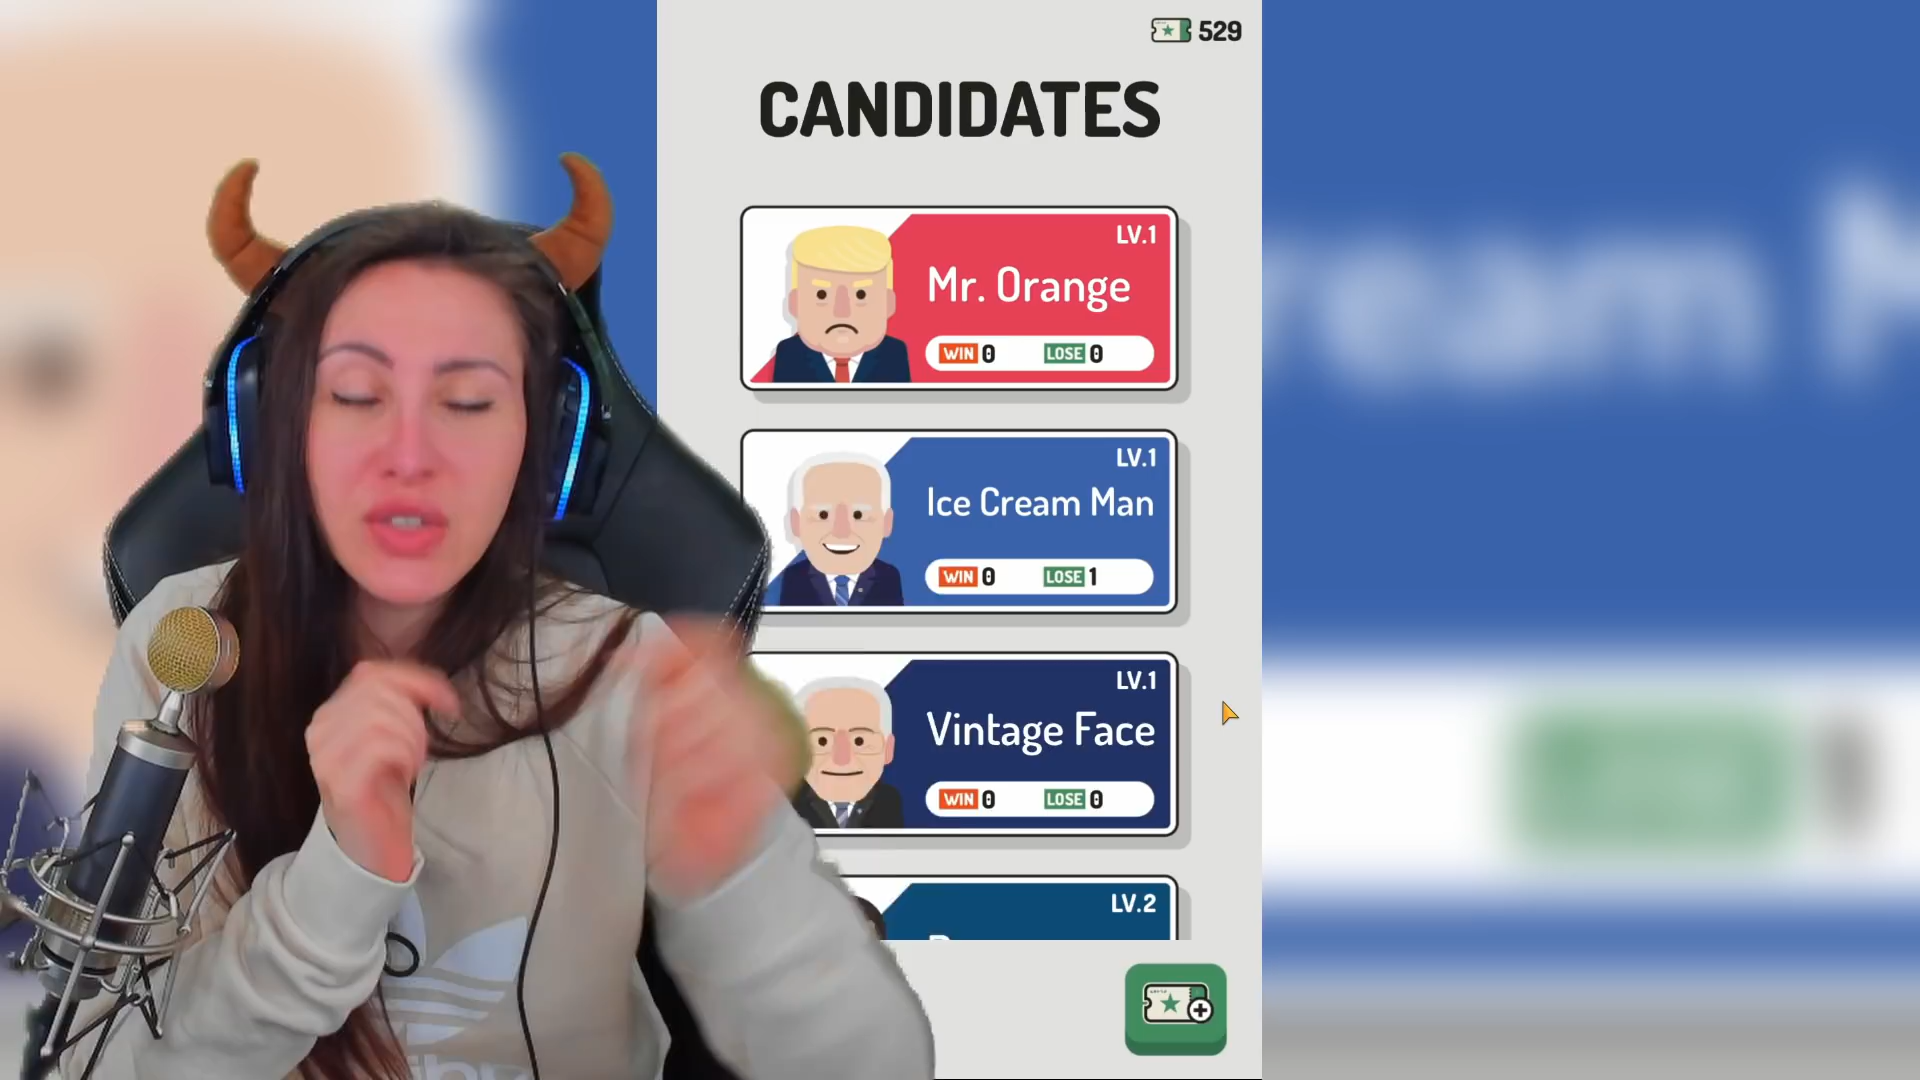 529
CANDIDATES
LV.1
Mr. Orange
WIN 0 LOSE 0
LV.1
Ice Cream Man
WIN 0 LOSE 1
LV.1
Vintage Face
WIN 0 LOSE 0
LV.2